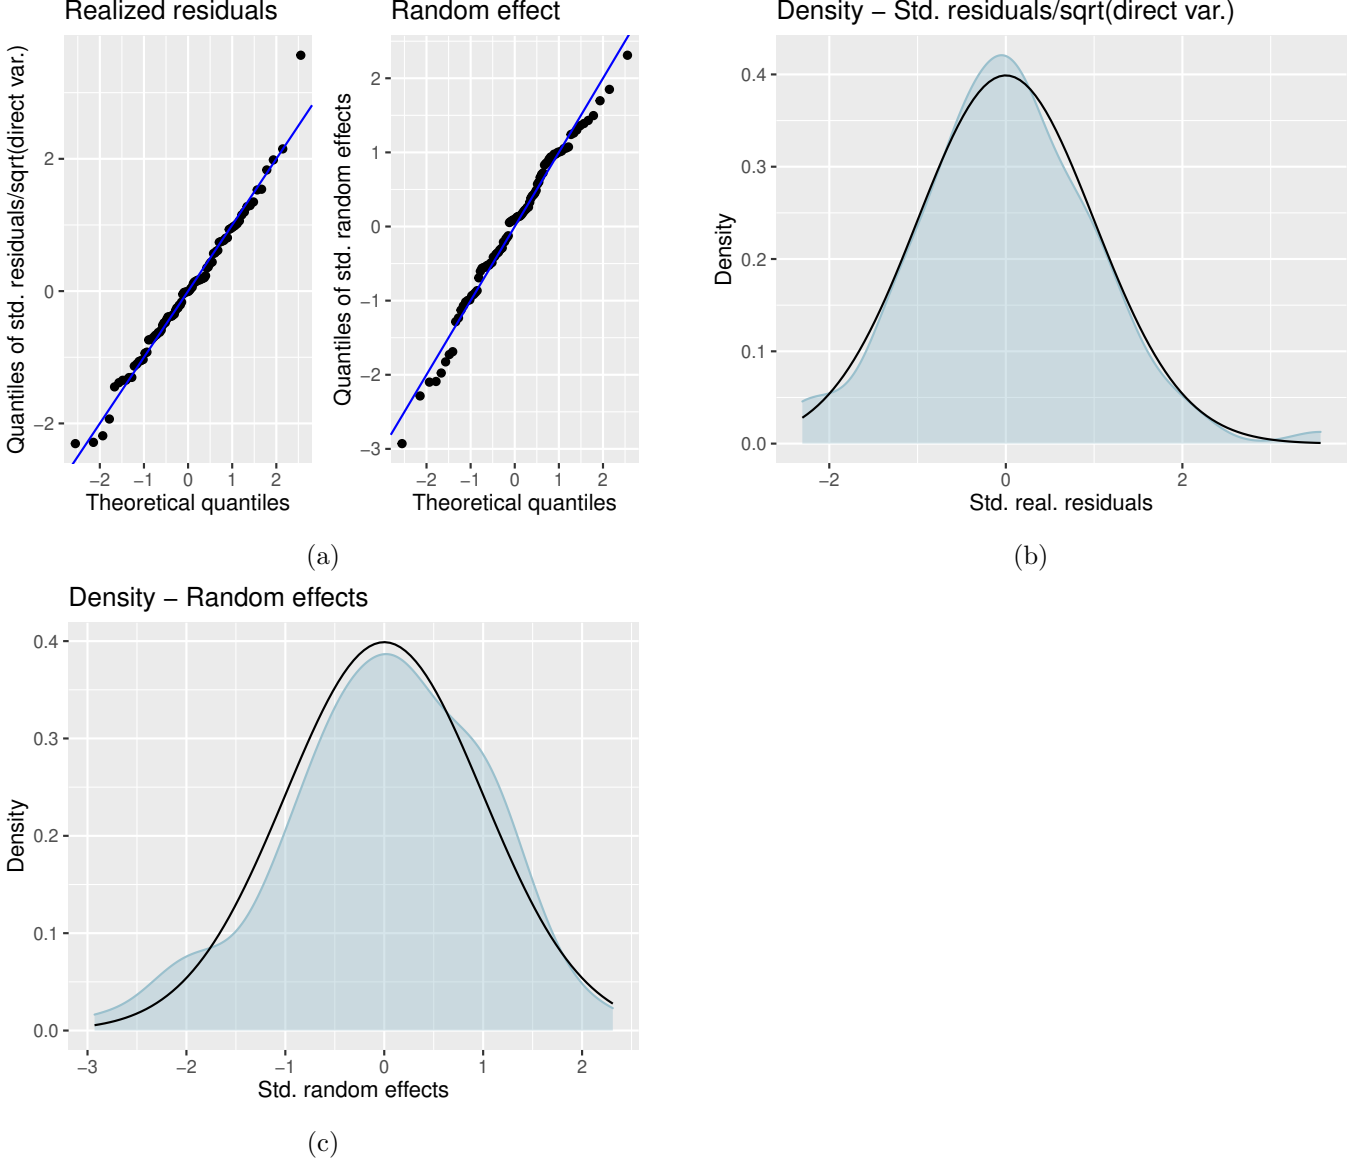 Realized residuals
Random effect
Density − Std. residuals/sqrt(direct var.)
Quantiles of std. residuals/sqrt(direct var.)
2
0
−2
−2 −1 0 1 2
Theoretical quantiles
Quantiles of std. random effects
2
1
0
−1
−2
−3
−2 −1 0 1 2
Theoretical quantiles
(a)
Density
0.4
0.3
0.2
0.1
0.0
−2 0 2
Std. real. residuals
(b)
Density − Random effects
Density
0.4
0.3
0.2
0.1
0.0
−3 −2 −1 0 1 2
Std. random effects
(c)